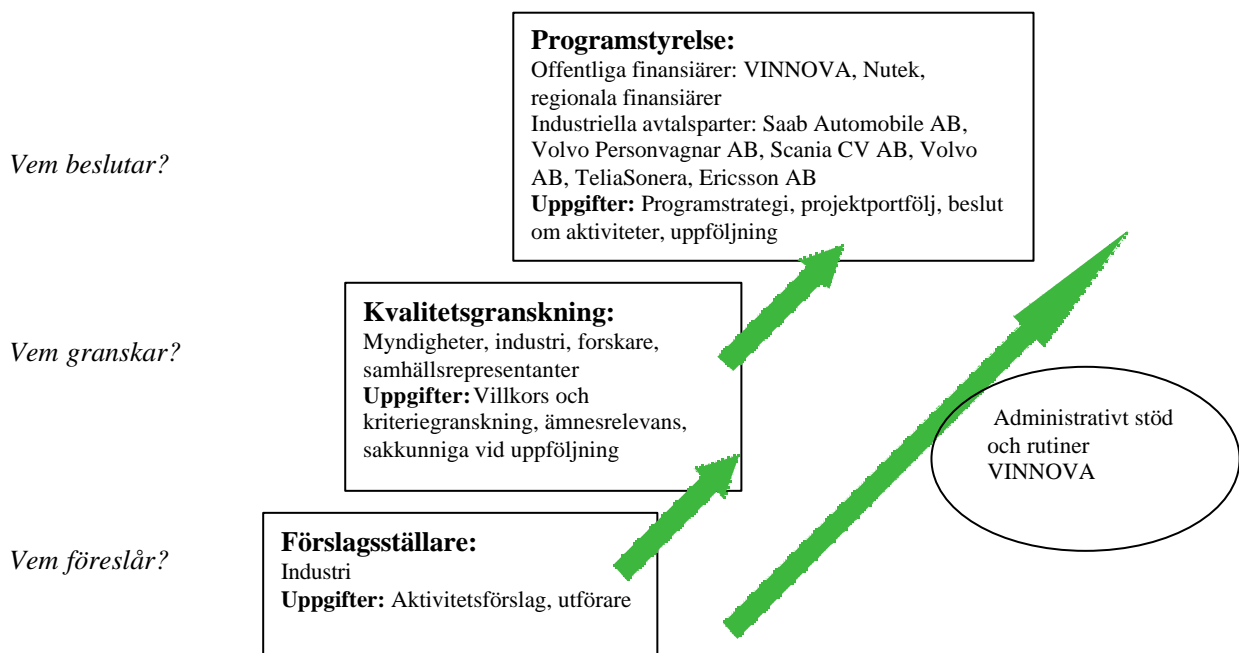 Programstyrelse:
Offentliga finansiärer: VINNOVA, Nutek,
regionala finansiärer
Industriella avtalsparter: Saab Automobile AB,
Volvo Personvagnar AB, Scania CV AB, Volvo
AB, TeliaSonera, Ericsson AB
Uppgifter: Programstrategi, projektportfölj, beslut
om aktiviteter, uppföljning
Vem beslutar?
Kvalitetsgranskning:
Myndigheter, industri, forskare,
samhällsrepresentanter
Uppgifter: Villkors och
kriteriegranskning, ämnesrelevans,
sakkunniga vid uppföljning
Vem granskar?
Administrativt stöd
och rutiner
VINNOVA
Förslagsställare:
Industri
Uppgifter: Aktivitetsförslag, utförare
Vem föreslår?